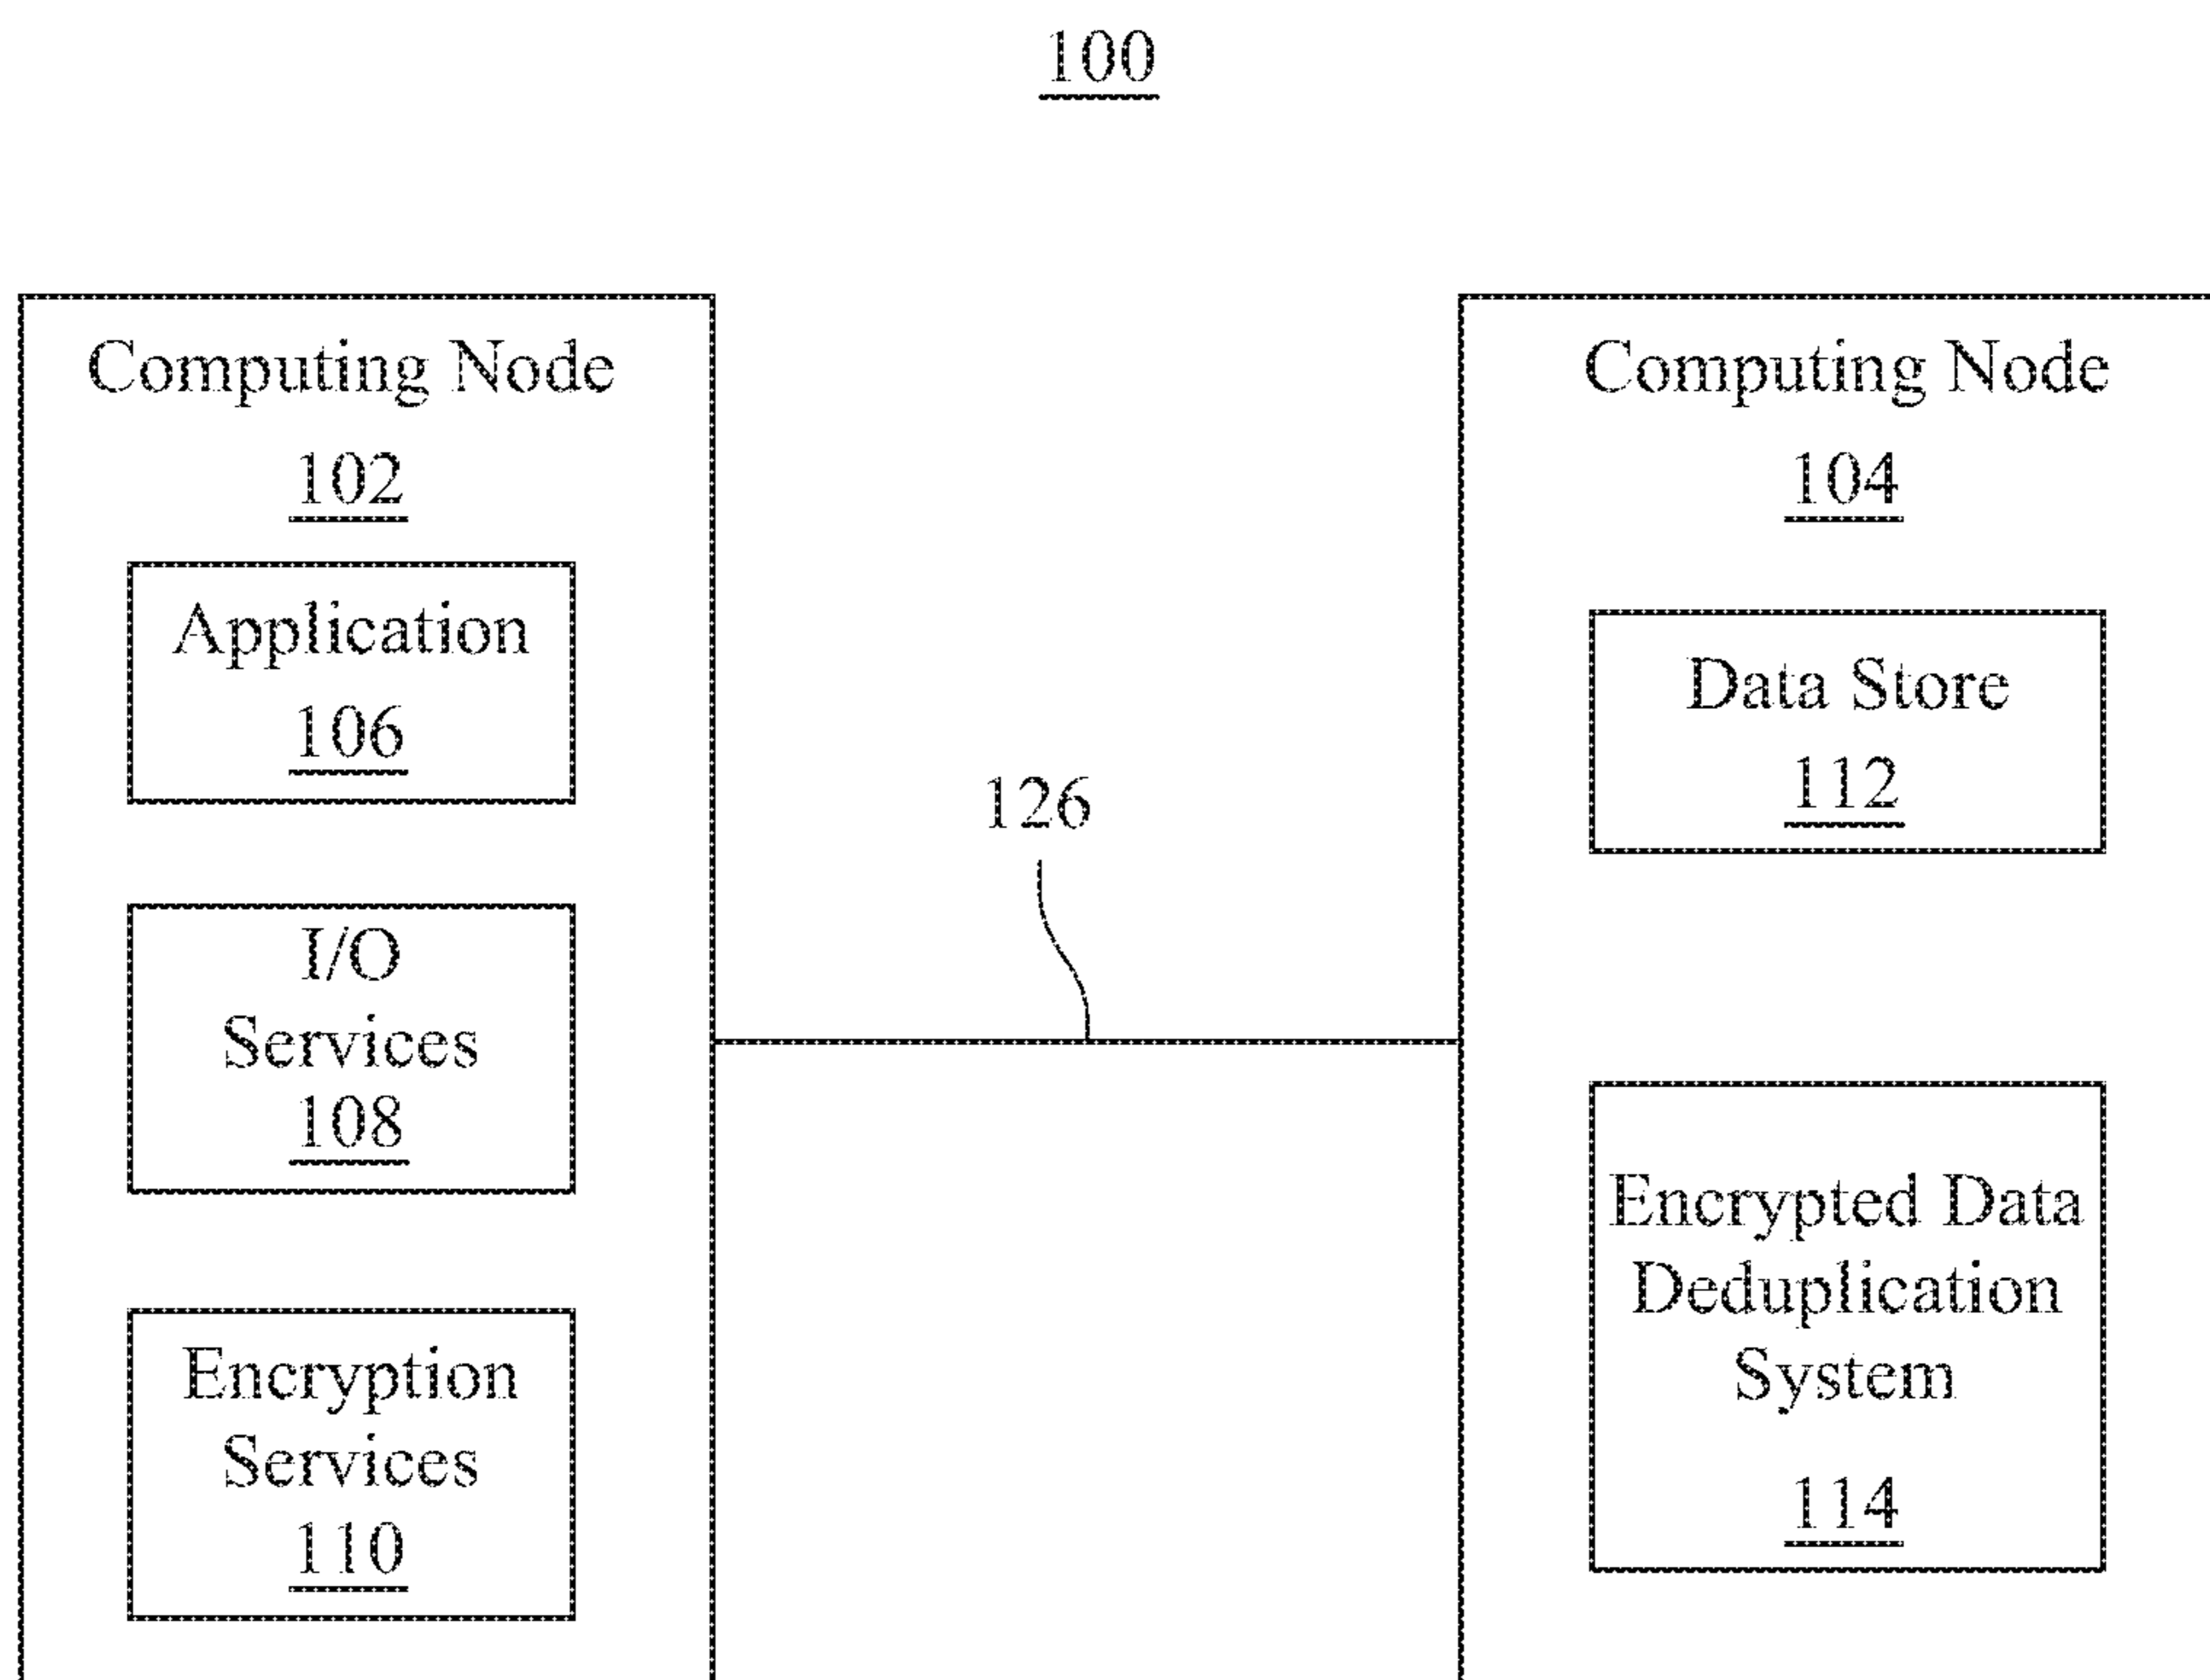 100
Computing Node
102
Application
106
I/O
Services
108
Encryption
Services
110
126
Computing Node
104
Data Store
112
Encrypted Data
Deduplication
System
114